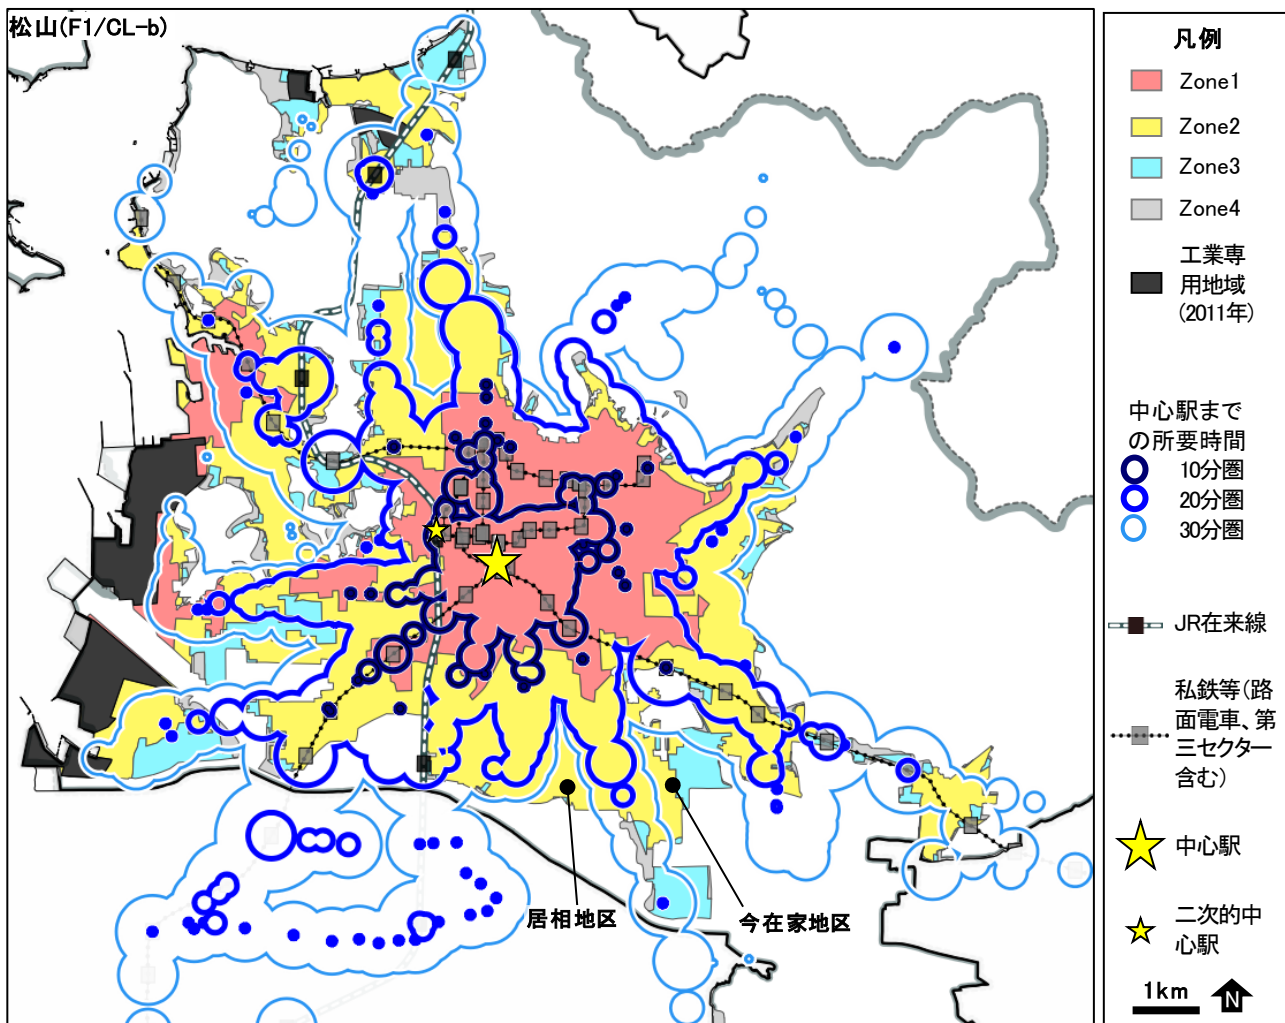 松山(F1/CL-b)
居相地区
今在家地区
凡例
Zone1
Zone2
Zone3
Zone4
工業専
用地域
(2011年)
中心駅まで
の所要時間
10分圏
20分圏
30分圏
JR在来線
私鉄等(路
面電車、第
三セクター
含む)
中心駅
二次的中
心駅
1km
N